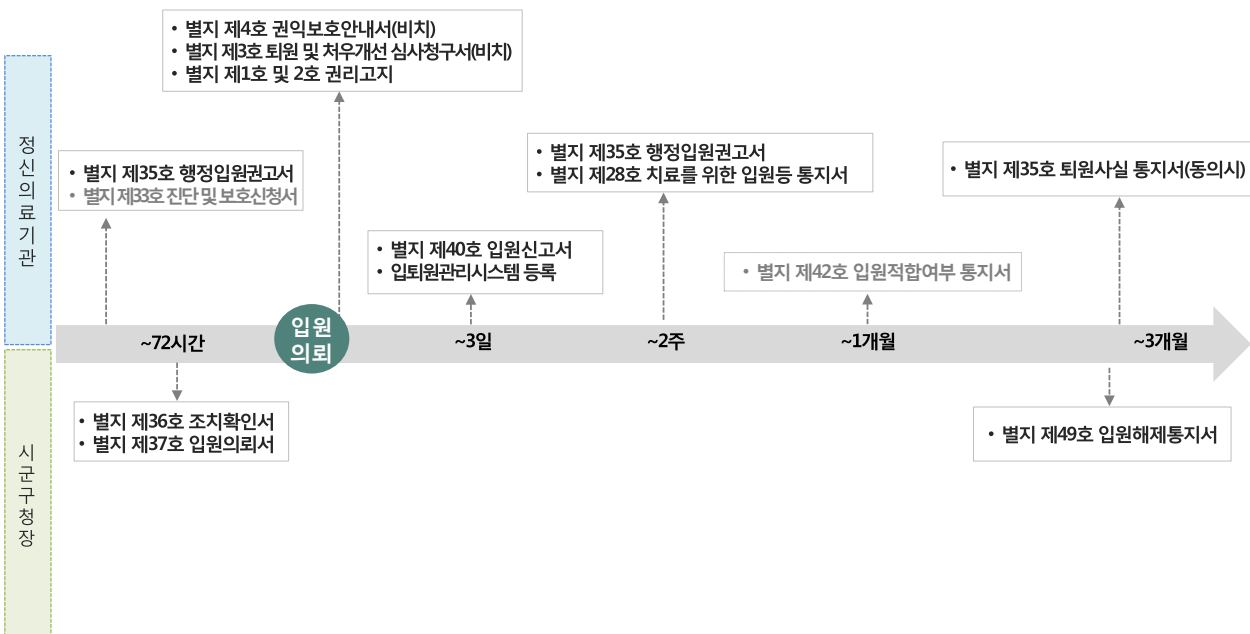 • 별지 제4호 권익보호안내서(비치)
• 별지 제3호 퇴원 및 처우개선 심사청구서(비치)
• 별지 제1호 및 2호 권리고지
정신의료기관
• 별지 제35호 행정입원권고서
• 별지 제33호 진단 및 보호신청서
• 별지 제35호 행정입원권고서
• 별지 제28호 치료를 위한 입원등 통지서
• 별지 제35호 퇴원사실 통지서(동의시)
• 별지 제40호 입원신고서
• 입퇴원관리시스템 등록
• 별지 제42호 입원적합여부 통지서
~72시간
입원
의뢰
~3일
~2주
~1개월
~3개월
시군구청장
• 별지 제36호 조치확인서
• 별지 제37호 입원의뢰서
• 별지 제49호 입원해제통지서